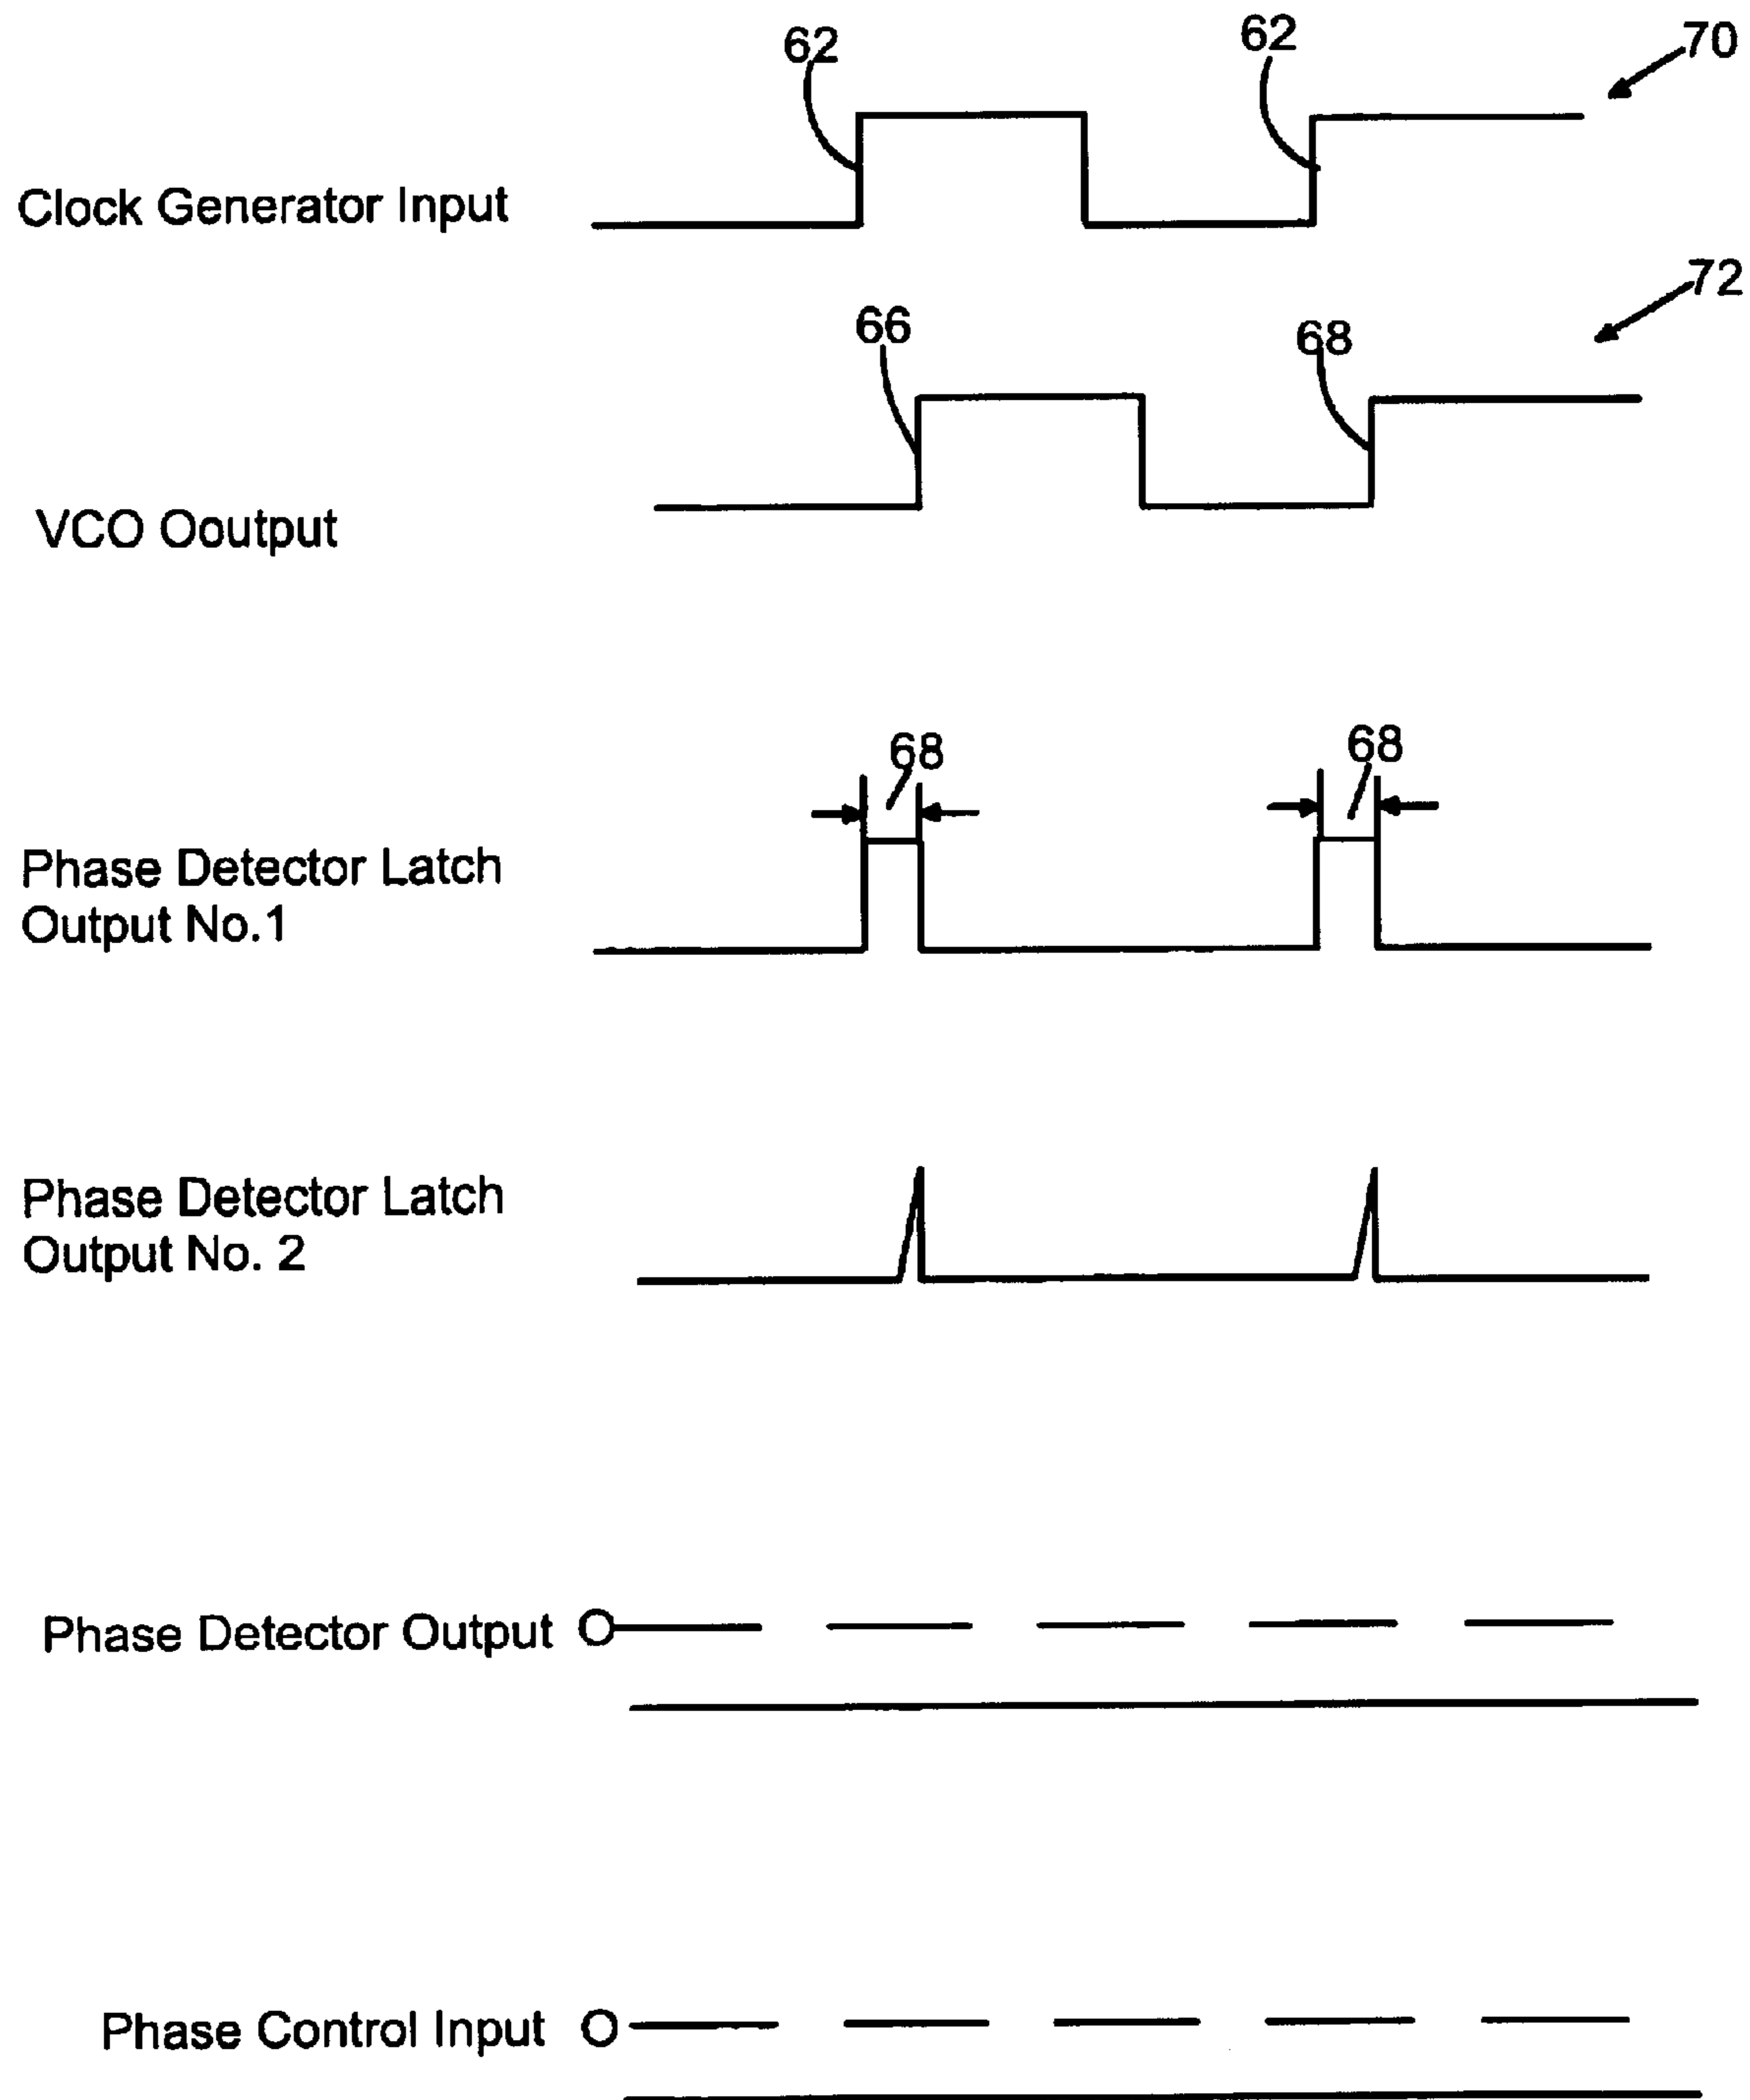 62
62
70
Clock Generator Input
72
66
68
VCO Ooutput
68
68
Phase Detector Latch
Output No.1
Phase Detector Latch
Output No. 2
Phase Detector Output
Phase Control Input